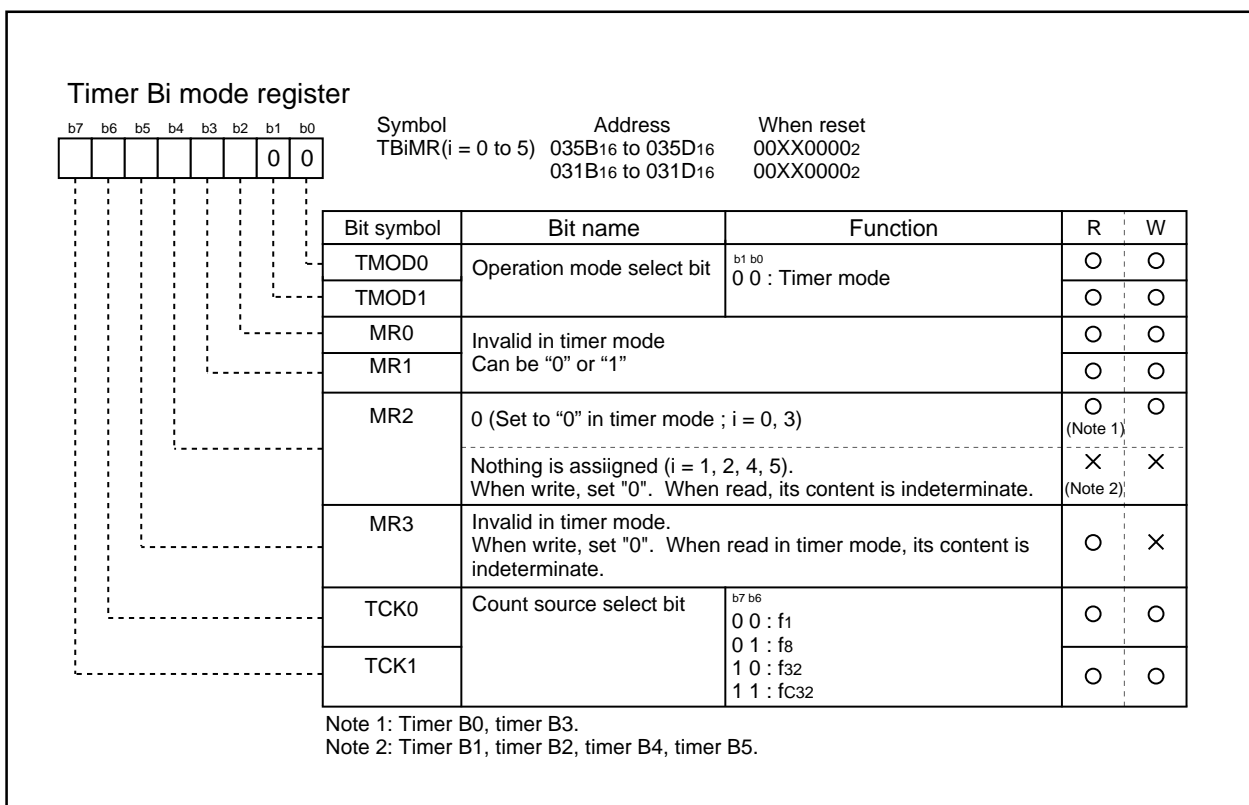 Timer Bi mode register
b7 b6 b5 b4 b3 b2 b1 b0
0 0
Symbol Address When reset
TBiMR(i = 0 to 5) 035B16 to 035D16 00XX00002
031B16 to 031D16 00XX00002
Bit symbol Bit name Function R W
TMOD0 Operation mode select bit b1 b0
0 0 : Timer mode
TMOD1
MR0 Invalid in timer mode
MR1 Can be “0” or “1”
MR2 0 (Set to “0” in timer mode ; i = 0, 3)
(Note 1)
Nothing is assiigned (i = 1, 2, 4, 5).
When write, set "0". When read, its content is indeterminate. (Note 2)
MR3 Invalid in timer mode.
When write, set "0". When read in timer mode, its content is
indeterminate.
TCK0 Count source select bit b7 b6
0 0 : f1
0 1 : f8
TCK1 1 0 : f32
1 1 : fC32
Note 1: Timer B0, timer B3.
Note 2: Timer B1, timer B2, timer B4, timer B5.